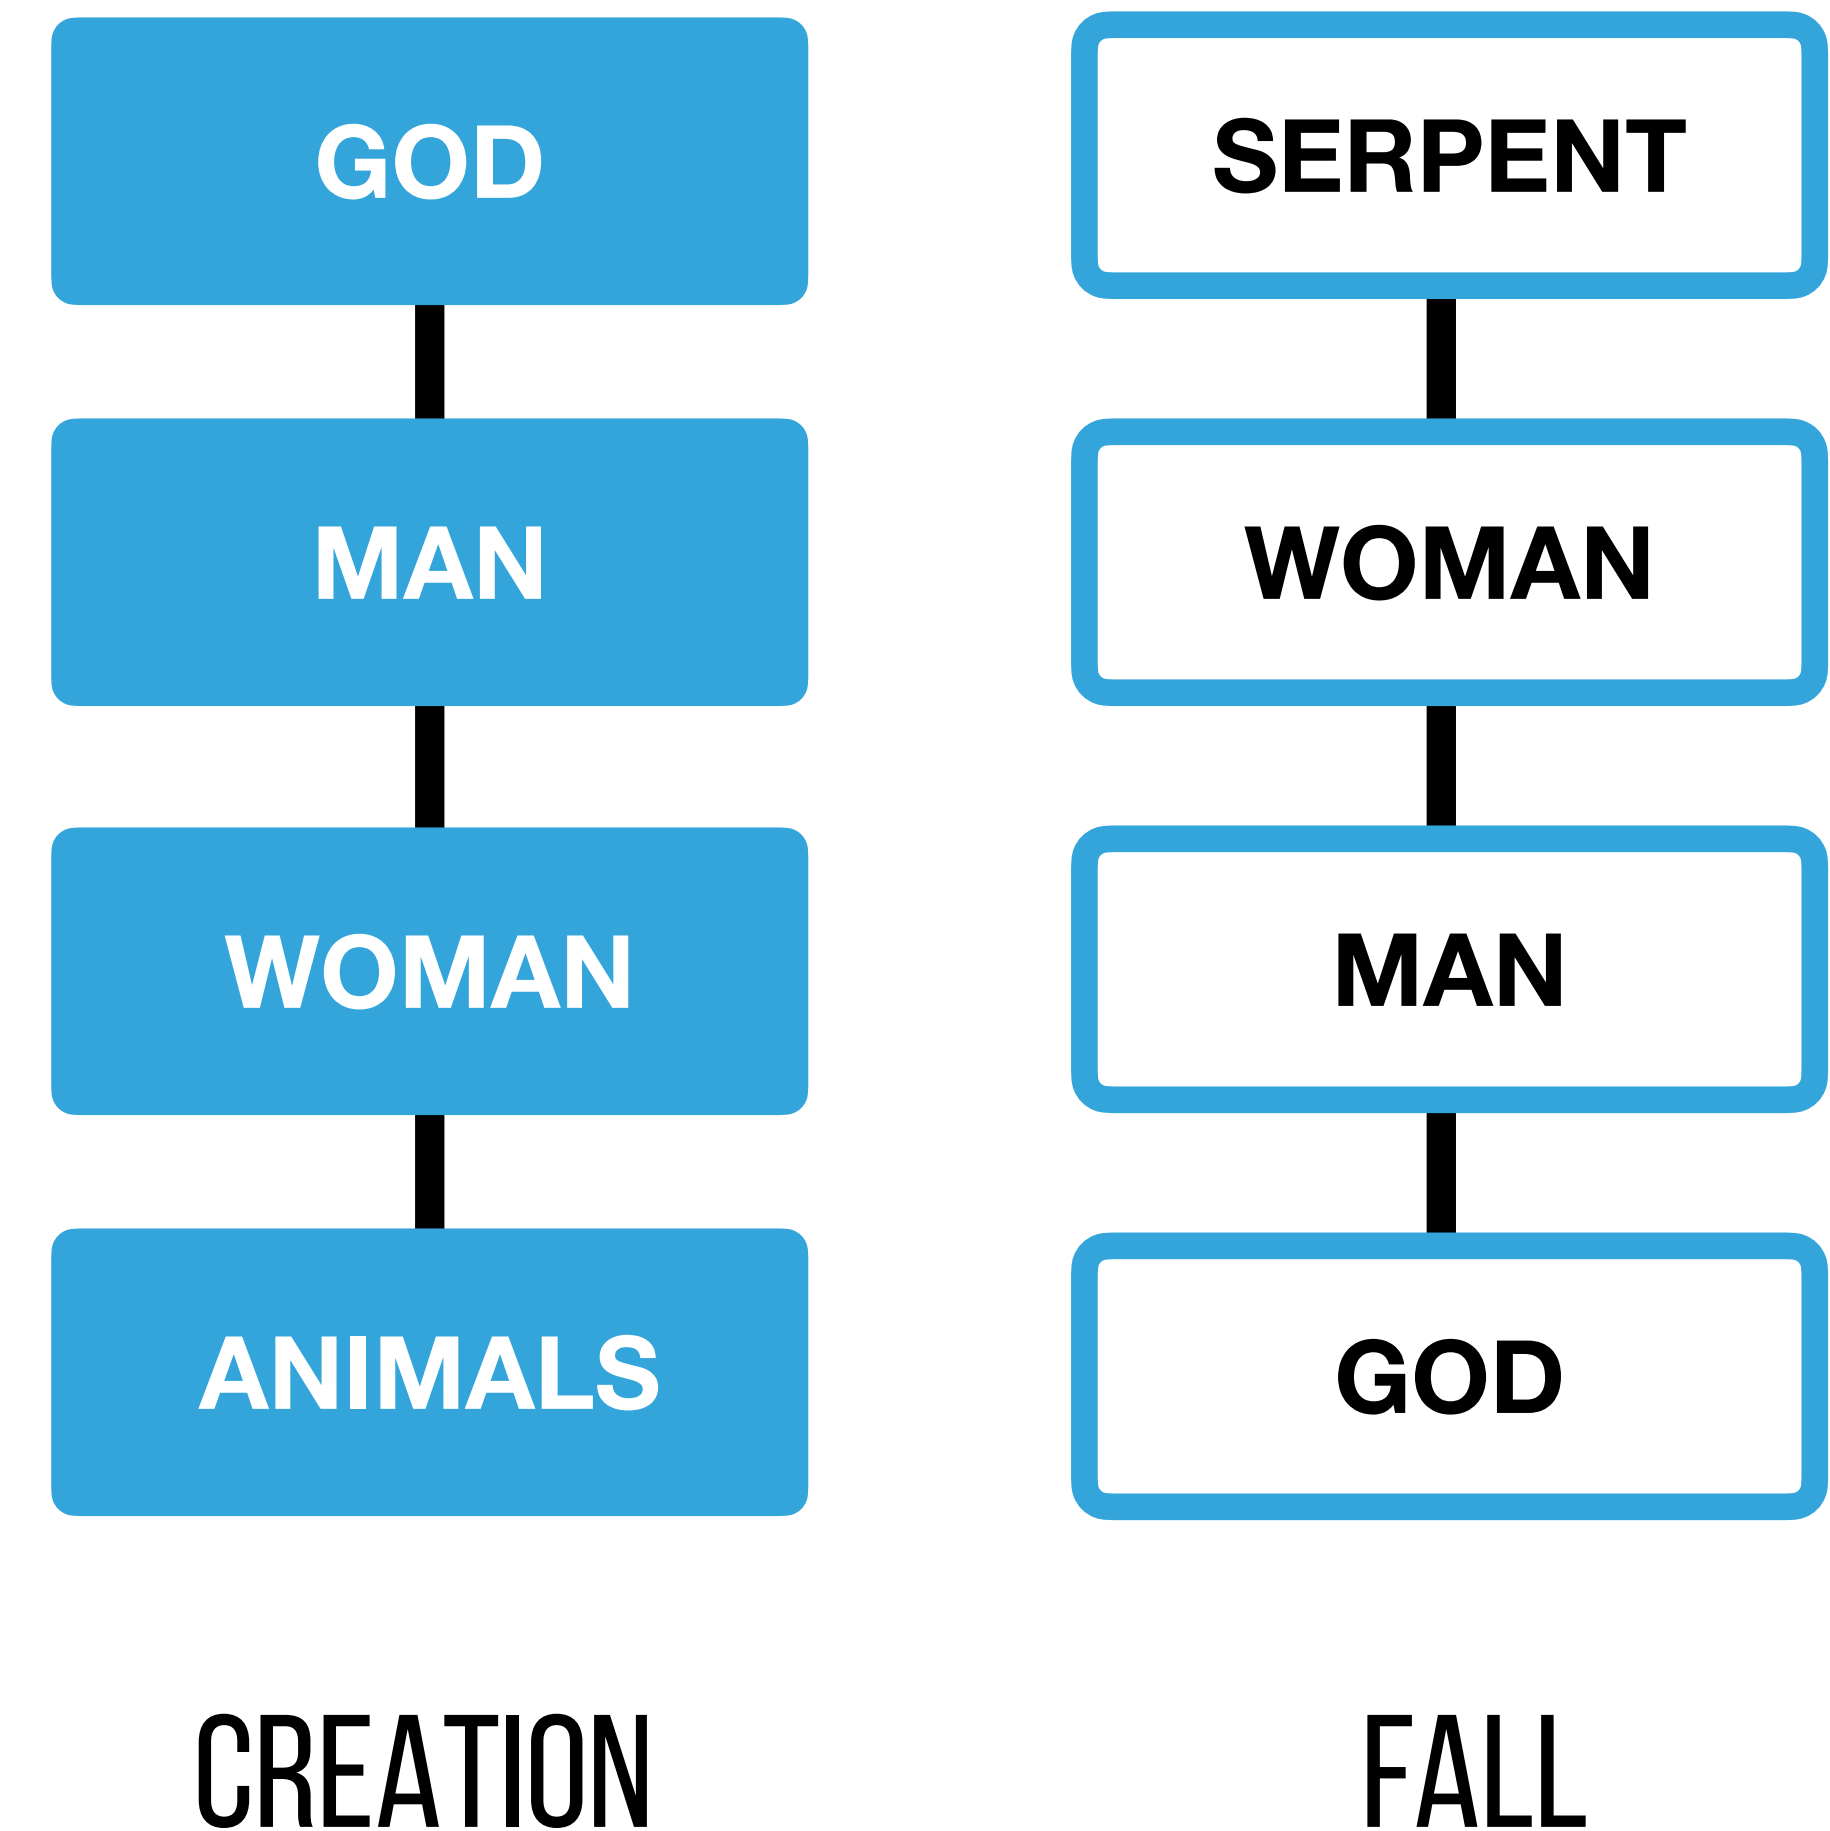 GOD
MAN
WOMAN
ANIMALS
CREATION
SERPENT
WOMAN
MAN
GOD
FALL